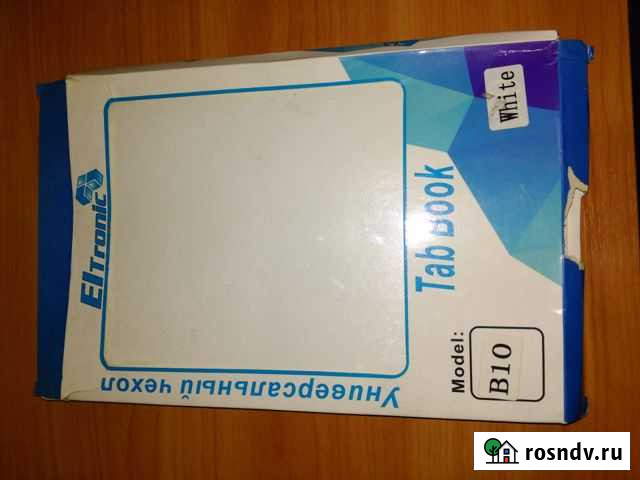 Eltronic
Универсальный чехол
Tab Book
White
Model:
B10
rosndv.ru